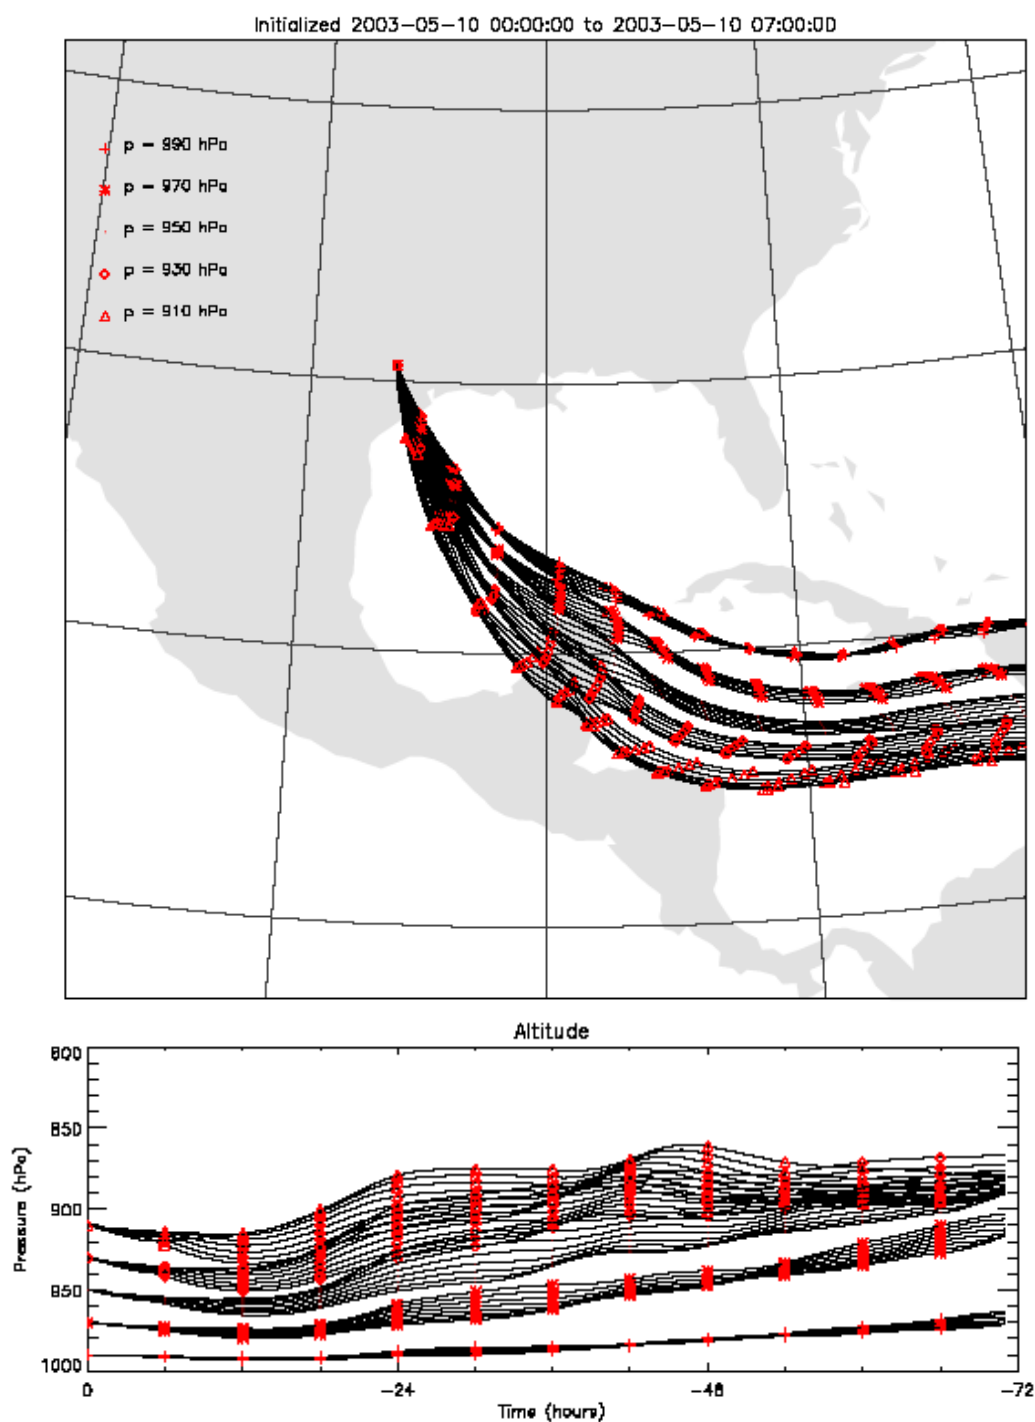 Initialized 2003-05-10 00:00:00 to 2003-05-10 07:00:00
p = 990 hPa
p = 970 hPa
p = 950 hPa
p = 930 hPa
p = 910 hPa
Altitude
800
850
900
950
1000
Pressure (hPa)
0 -24 -48 -72
Time (hours)